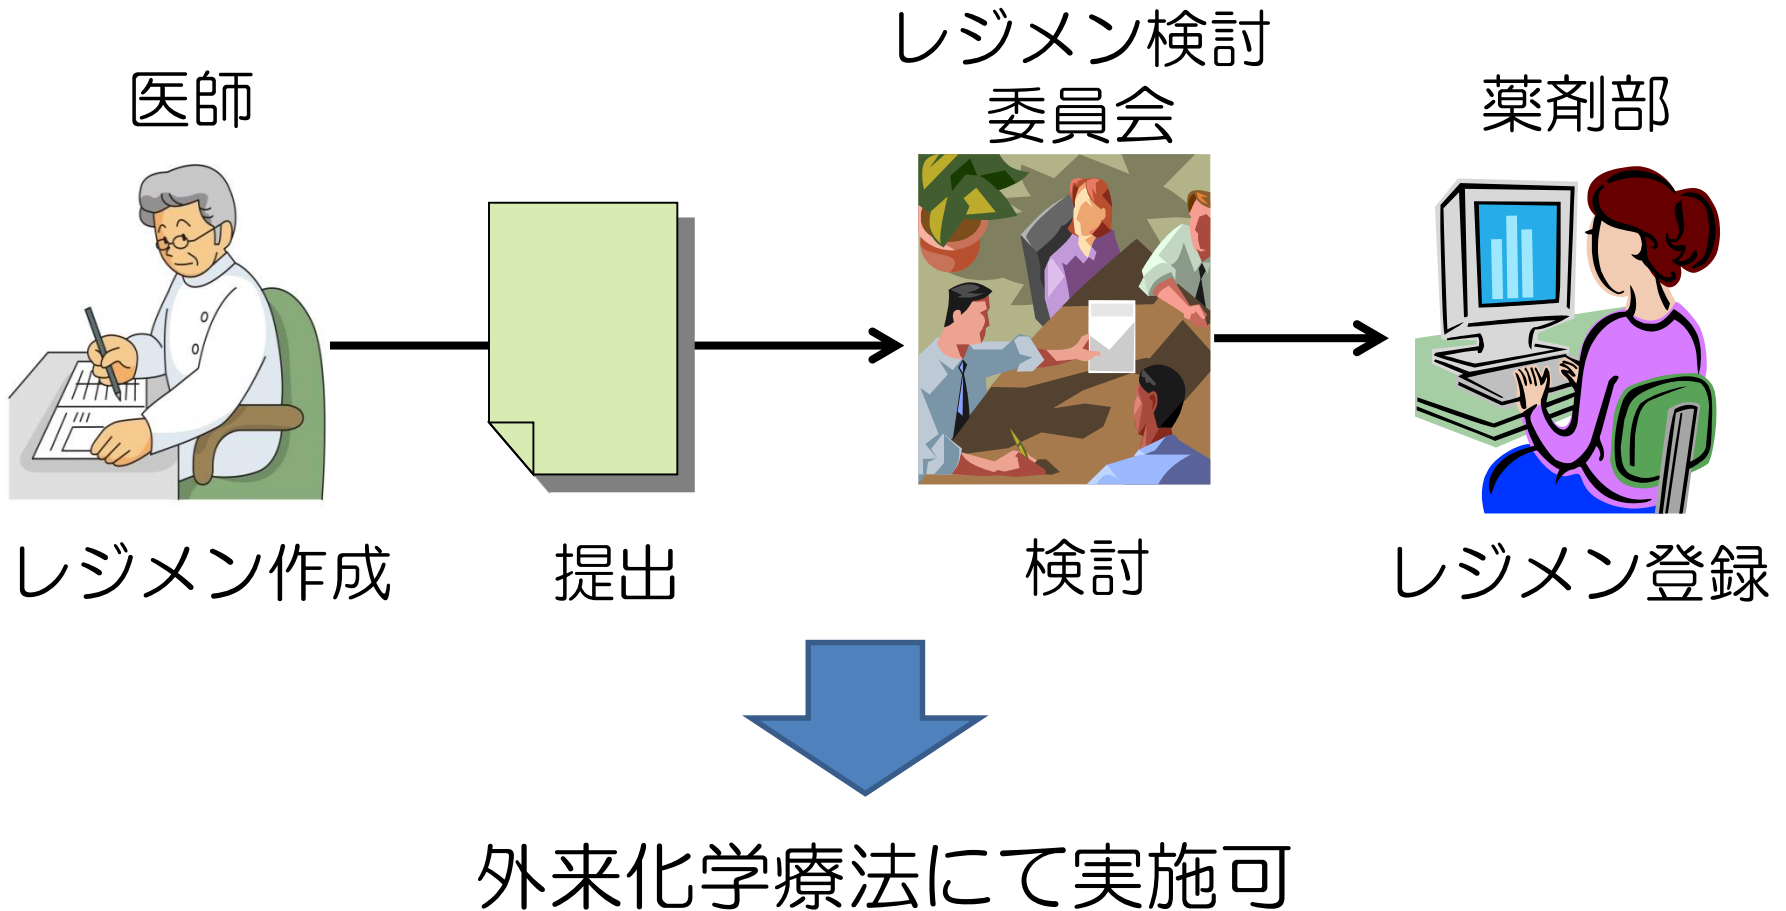 医師
レジメン検討
委員会
薬剤部
レジメン作成
提出
検討
レジメン登録
外来化学療法にて実施可